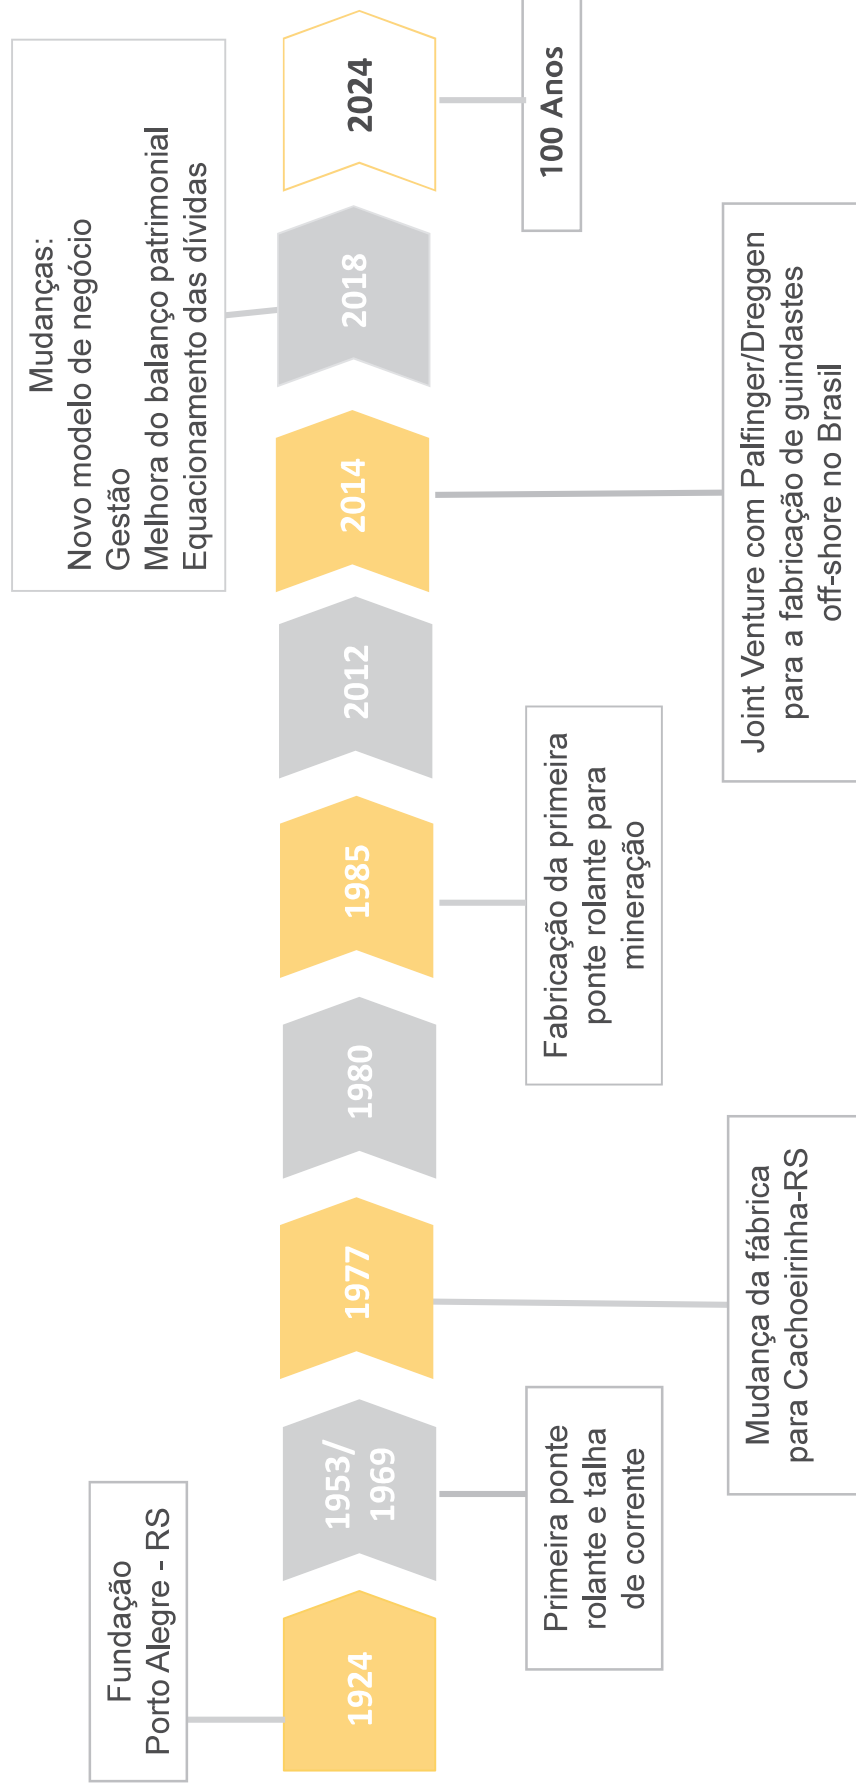 Fundação
Porto Alegre - RS
Mudanças:
Novo modelo de negócio
Gestão
Melhora do balanço patrimonial
Equacionamento das dívidas
1924
1953/
1969
1977
1980
1985
2012
2014
2018
2024
Primeira ponte
rolante e talha
de corrente
Fabricação da primeira
ponte rolante para
mineração
100 Anos
Mudança da fábrica
para Cachoeirinha-RS
Joint Venture com Palfinger/Dreggen
para a fabricação de guindastes
off-shore no Brasil